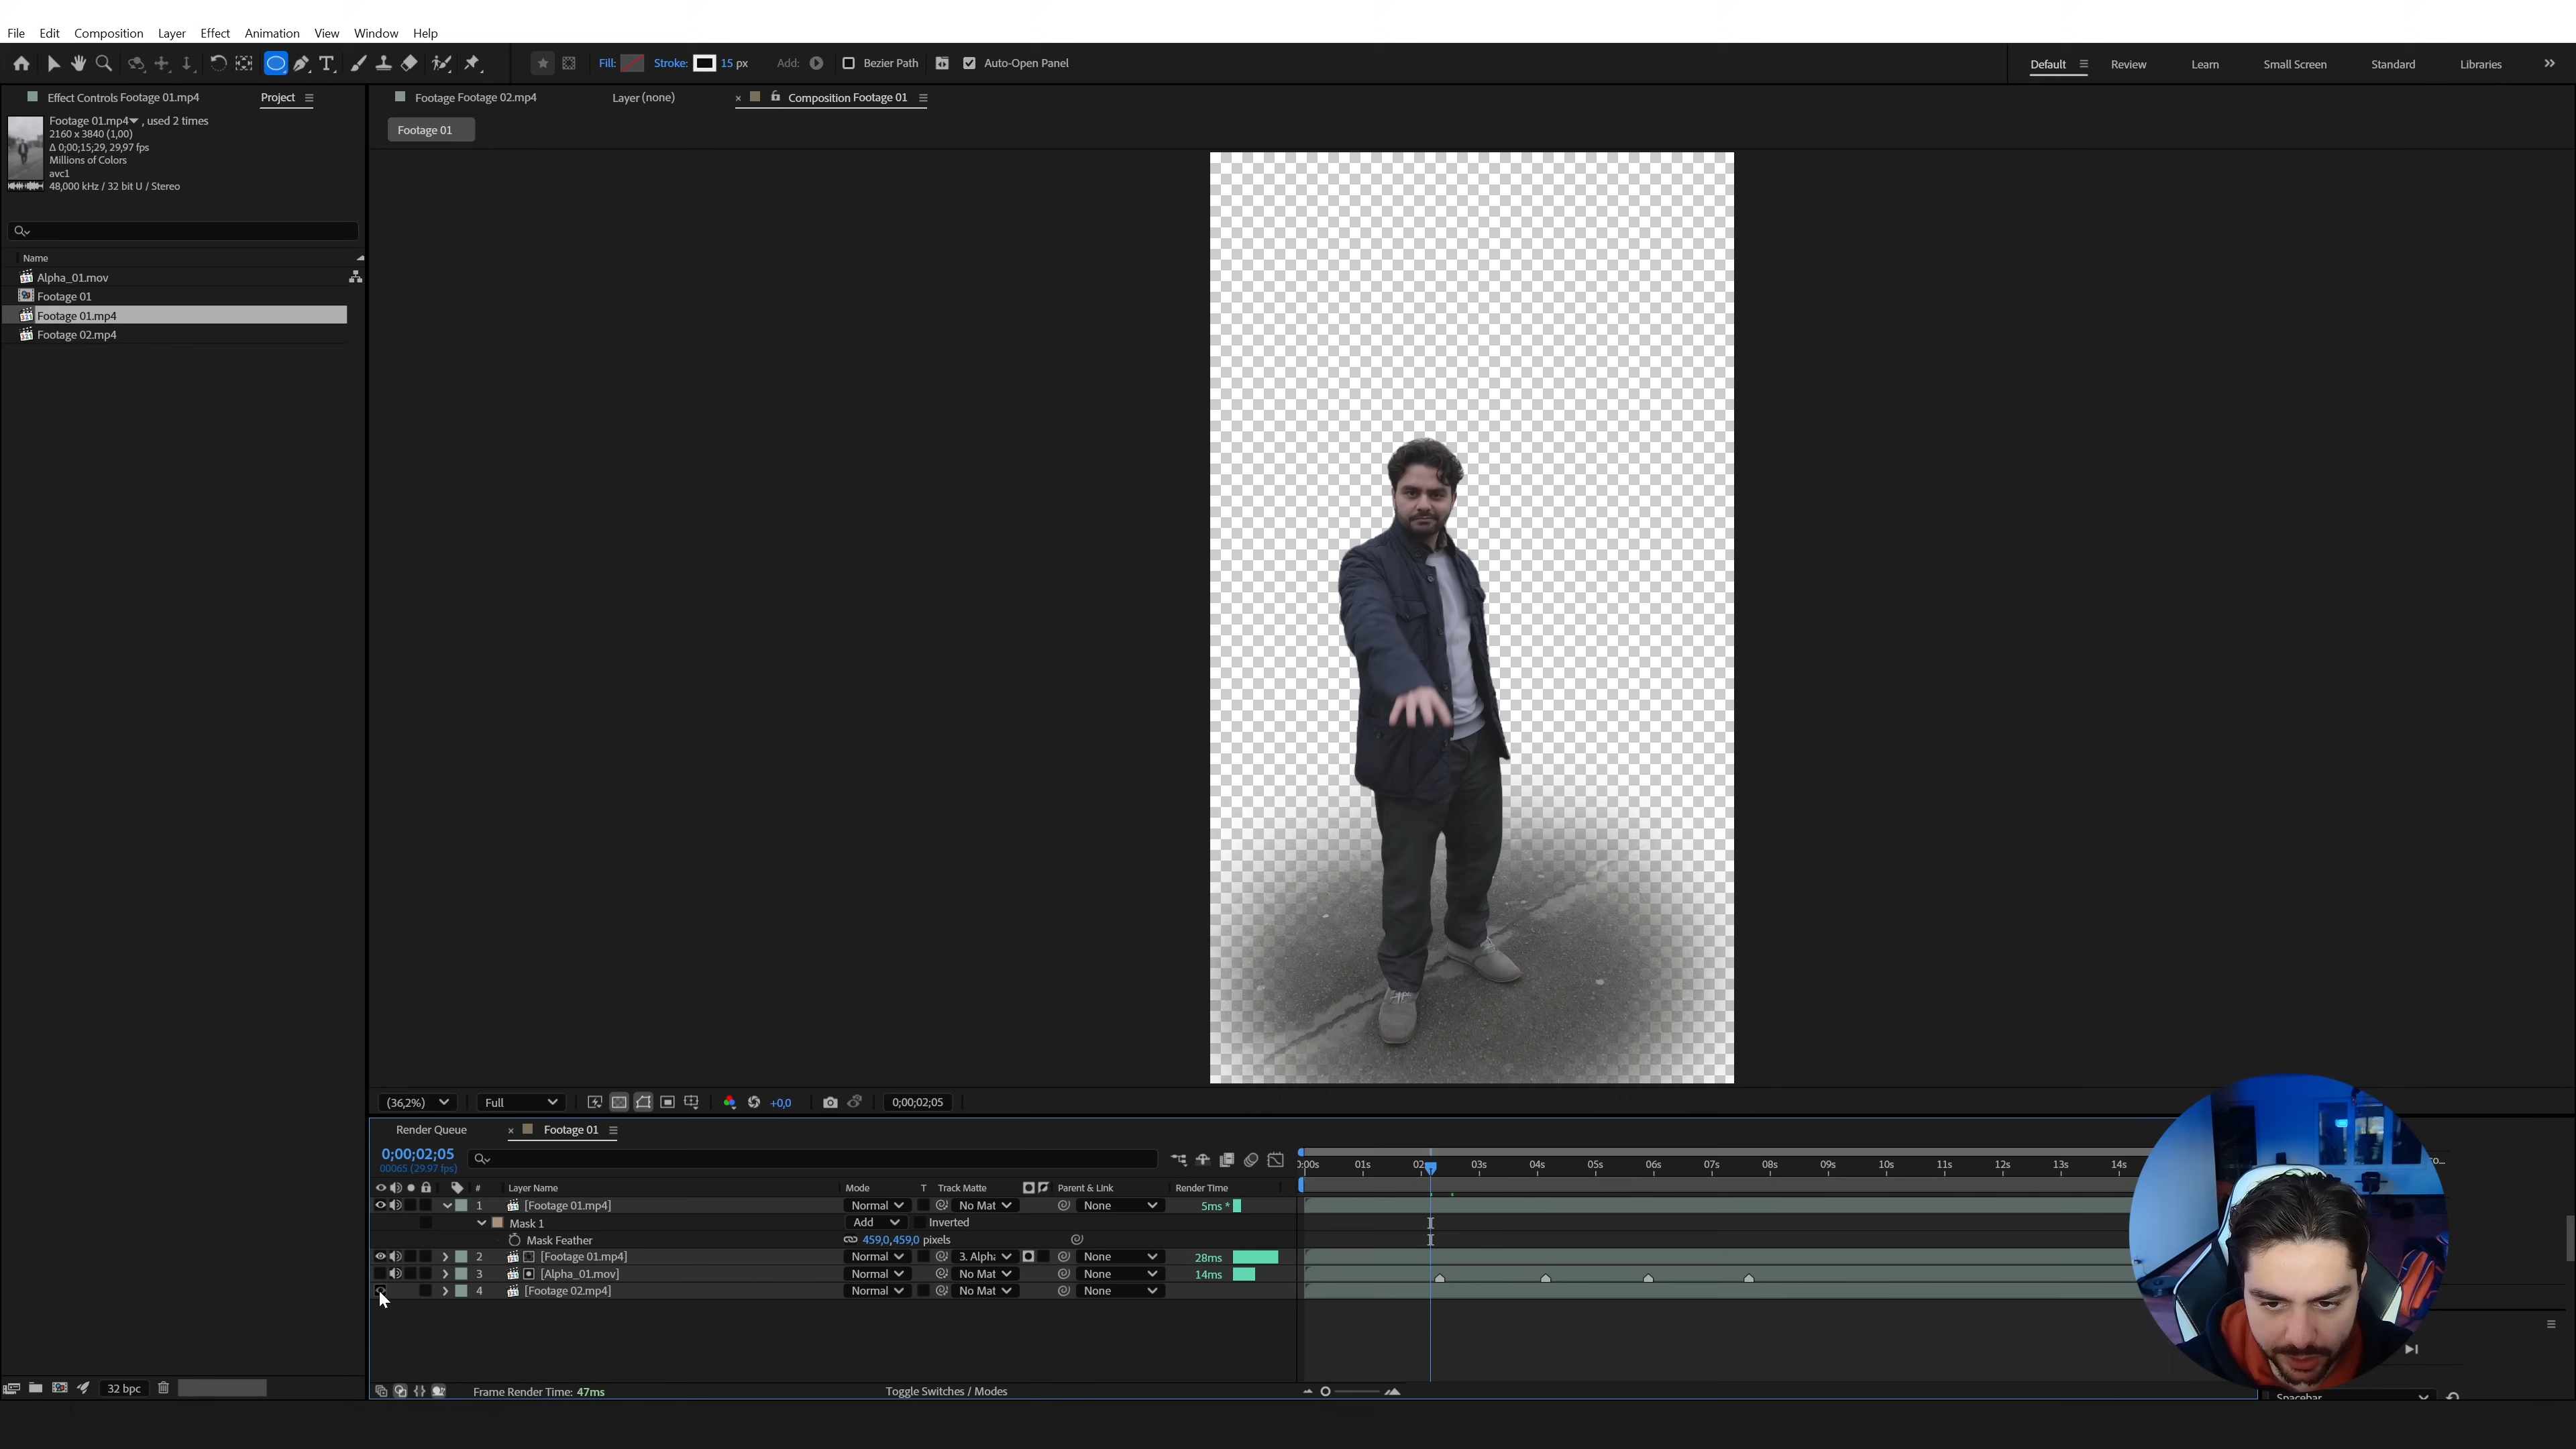 File Edit Composition Layer Effect Animation View Window Help
Fill: Stroke: 15 px Add: Bezier Path Auto-Open Panel
Default Review Learn Small Screen Standard Libraries
Effect Controls Footage 01.mp4 Project
Footage Footage 02.mp4 Layer (none) × Composition Footage 01
Footage 01.mp4 , used 2 times
2160 x 3840 (1,00)
Δ 0;00;15;29, 29,97 fps
Millions of Colors
avc1
48,000 kHz / 32 bit U / Stereo
Footage 01
Name
Alpha_01.mov
Footage 01
Footage 01.mp4
Footage 02.mp4
(36,2%) Full +0,0 0;00;02;05
Render Queue × Footage 01
0;00;02;05
00065 (29.97 fps)
0:00s 01s 02s 03s 04s 05s 06s 07s 08s 09s 10s 11s 12s 13s 14s
# Layer Name Mode T Track Matte Parent & Link Render Time
1 [Footage 01.mp4] Normal No Mat None 5ms *
Mask 1 Add Inverted
Mask Feather 459,0,459,0 pixels
2 [Footage 01.mp4] Normal 3. Alpha None 28ms
3 [Alpha_01.mov] Normal No Mat None 14ms
4 [Footage 02.mp4] Normal No Mat None
32 bpc Frame Render Time: 47ms Toggle Switches / Modes
Spacebar